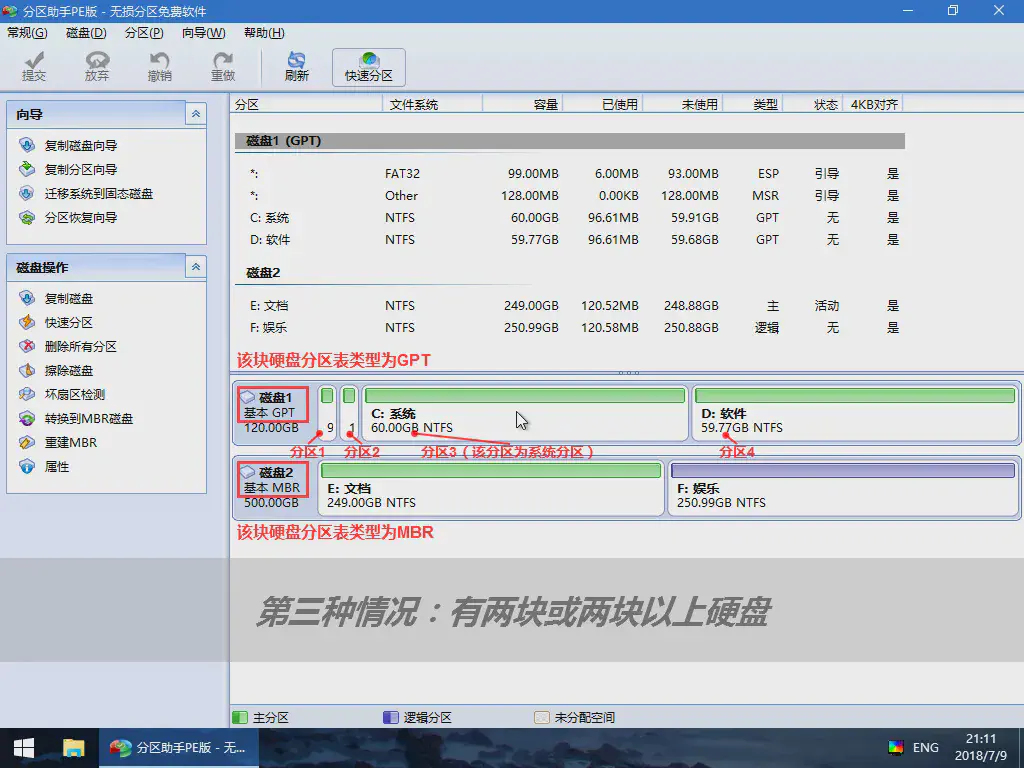 分区助手PE版 - 无损分区免费软件
常规(G) 磁盘(D) 分区(P) 向导(W) 帮助(H)
提交 放弃 撤销 重做 刷新 快速分区
向导
复制磁盘向导
复制分区向导
迁移系统到固态磁盘
分区恢复向导
磁盘操作
复制磁盘
快速分区
删除所有分区
擦除磁盘
坏扇区检测
转换到MBR磁盘
重建MBR
属性
分区 文件系统 容量 已使用 未使用 类型 状态 4KB对齐
磁盘1 (GPT)
*: FAT32 99.00MB 6.00MB 93.00MB ESP 引导 是
*: Other 128.00MB 0.00KB 128.00MB MSR 引导 是
C: 系统 NTFS 60.00GB 96.61MB 59.91GB GPT 无 是
D: 软件 NTFS 59.77GB 96.61MB 59.68GB GPT 无 是
磁盘2
E: 文档 NTFS 249.00GB 120.52MB 248.88GB 主 活动 是
F: 娱乐 NTFS 250.99GB 120.58MB 250.88GB 逻辑 无 是
该块硬盘分区表类型为GPT
磁盘1
基本 GPT
120.00GB
9
1
C: 系统
60.00GB NTFS
D: 软件
59.77GB NTFS
分区1 分区2 分区3（该分区为系统分区） 分区4
磁盘2
基本 MBR
500.00GB
E: 文档
249.00GB NTFS
F: 娱乐
250.99GB NTFS
该块硬盘分区表类型为MBR
第三种情况：有两块或两块以上硬盘
主分区 逻辑分区 未分配空间
分区助手PE版 - 无...
ENG
21:11
2018/7/9